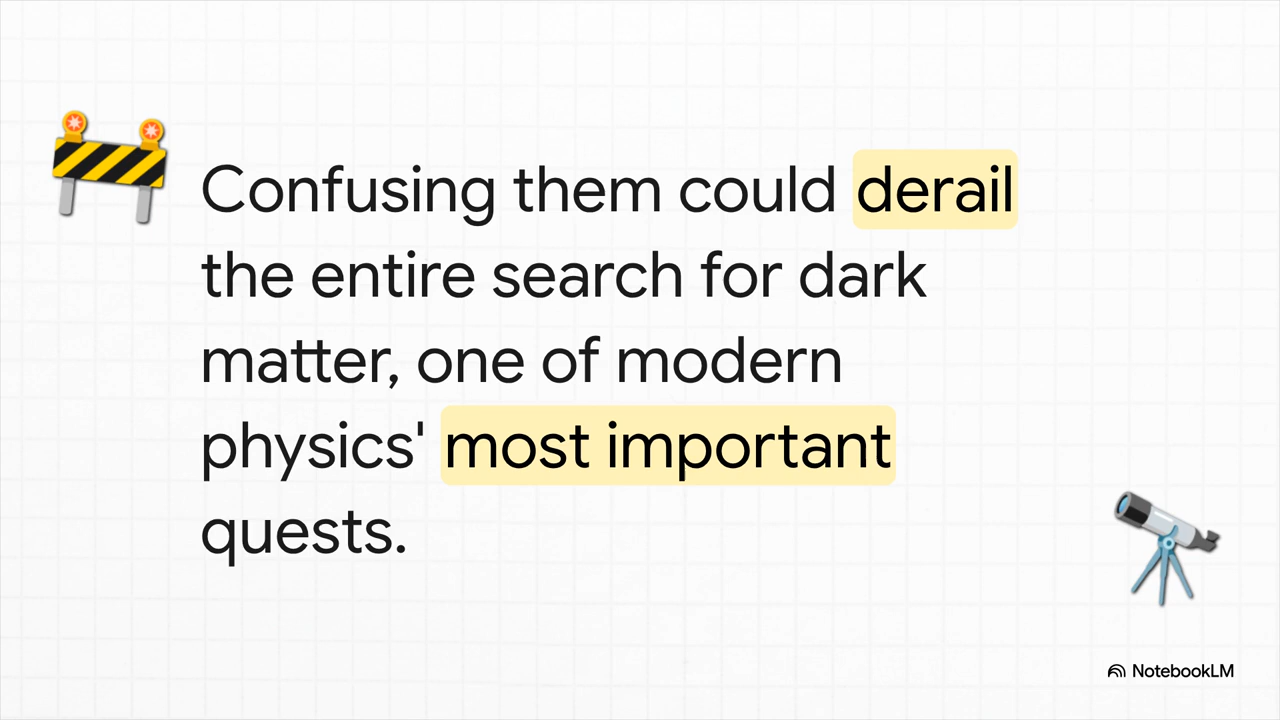 Confusing them could derail
the entire search for dark
matter, one of modern
physics' most important
quests.
NotebookLM